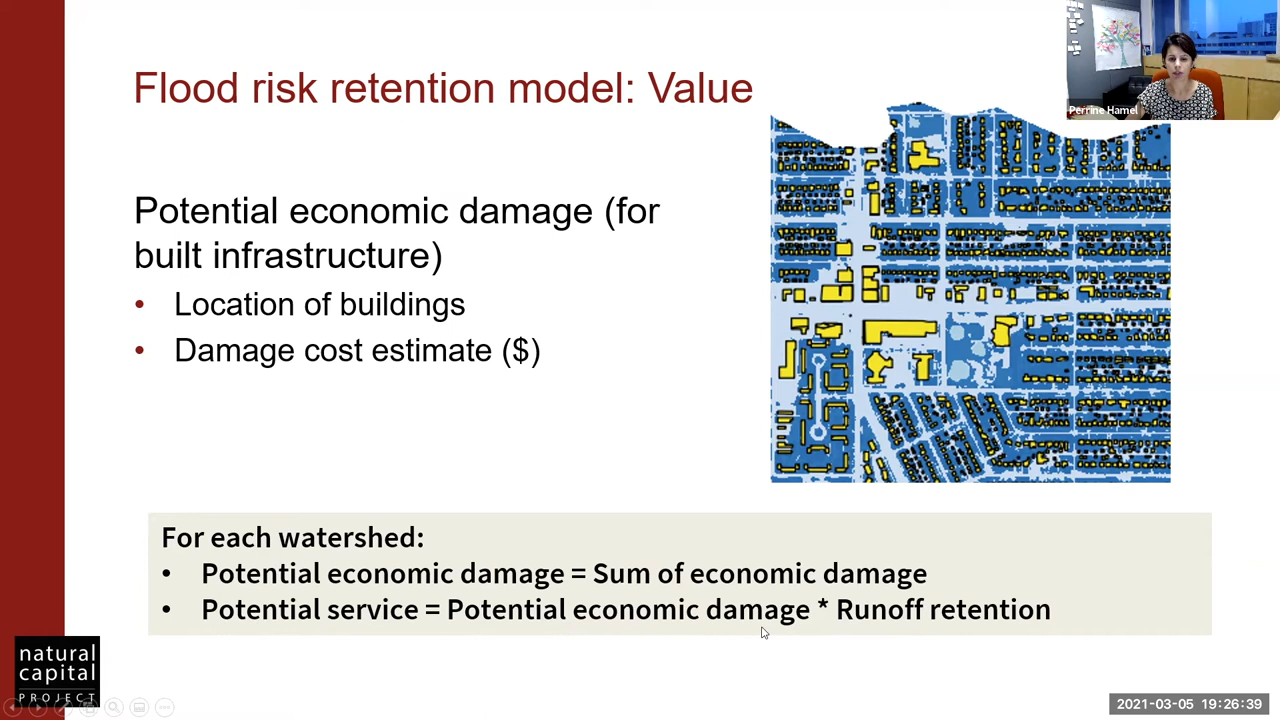 Flood risk retention model: Value
Perrine Hamel
Potential economic damage (for
built infrastructure)
• Location of buildings
• Damage cost estimate ($)
For each watershed:
• Potential economic damage = Sum of economic damage
• Potential service = Potential economic damage * Runoff retention
natural
capital
PROJECT
2021-03-05 19:26:39